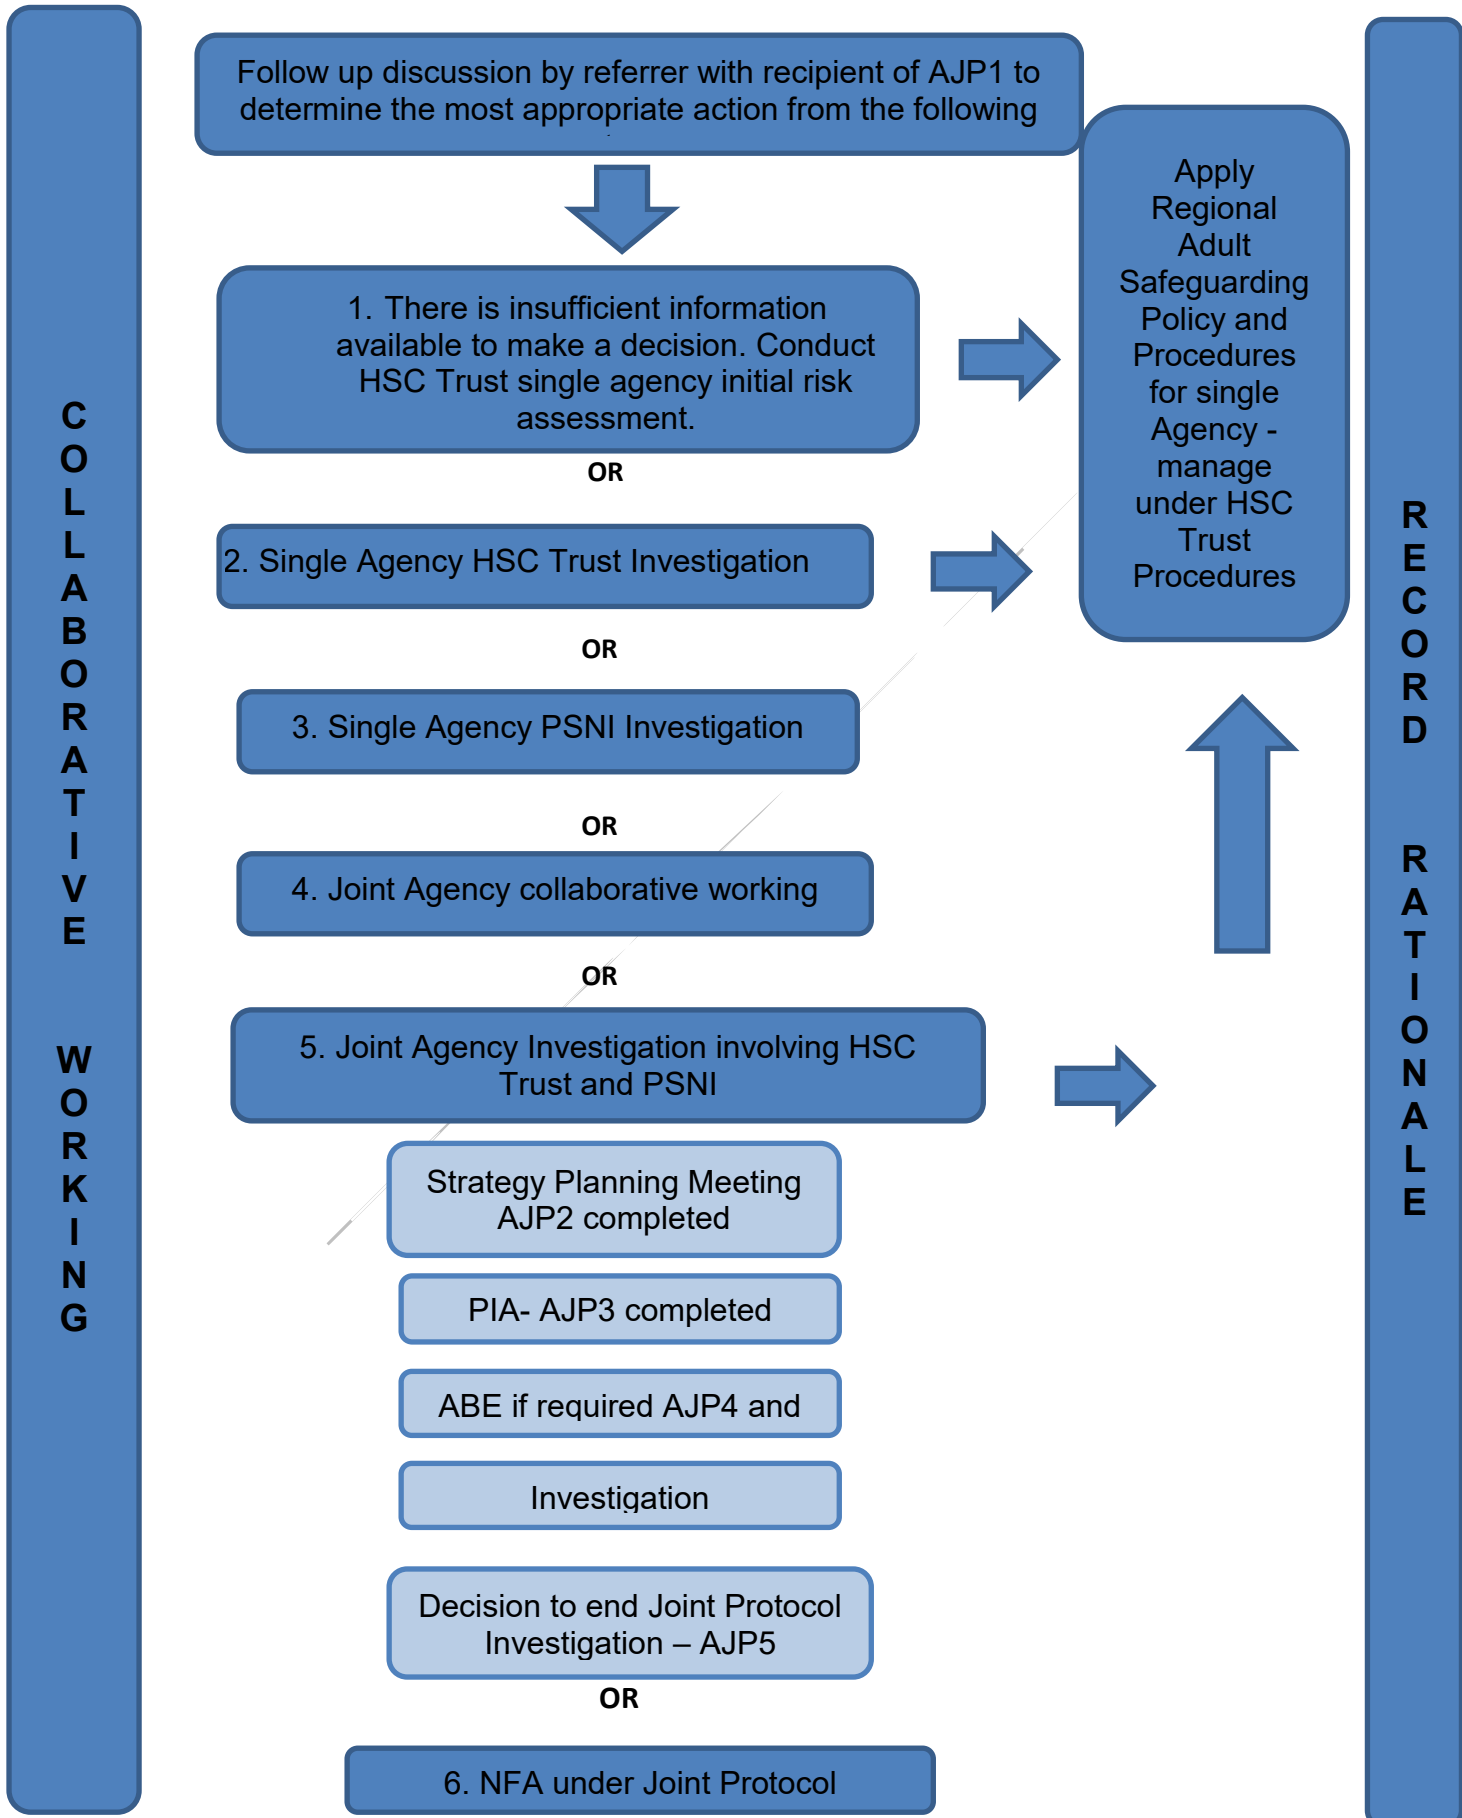 C
O
L
L
A
B
O
R
A
T
I
V
E
W
O
R
K
I
N
G
Follow up discussion by referrer with recipient of AJP1 to
determine the most appropriate action from the following
1. There is insufficient information
available to make a decision. Conduct
HSC Trust single agency initial risk
assessment.
OR
2. Single Agency HSC Trust Investigation
OR
3. Single Agency PSNI Investigation
OR
4. Joint Agency collaborative working
OR
5. Joint Agency Investigation involving HSC
Trust and PSNI
Strategy Planning Meeting
AJP2 completed
PIA- AJP3 completed
ABE if required AJP4 and
Investigation
Decision to end Joint Protocol
Investigation – AJP5
OR
6. NFA under Joint Protocol
Apply
Regional
Adult
Safeguarding
Policy and
Procedures
for single
Agency -
manage
under HSC
Trust
Procedures
R
E
C
O
R
D
R
A
T
I
O
N
A
L
E